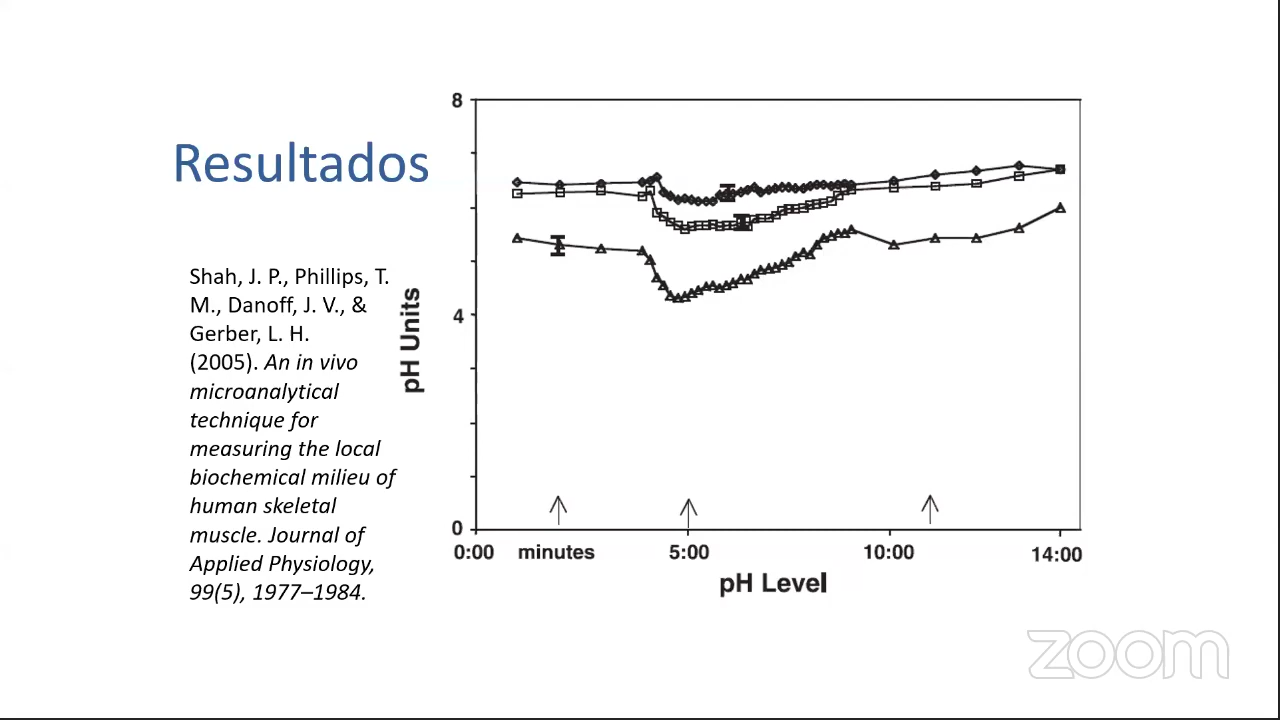 Resultados
Shah, J. P., Phillips, T.
M., Danoff, J. V., &
Gerber, L. H.
(2005). An in vivo
microanalytical
technique for
measuring the local
biochemical milieu of
human skeletal
muscle. Journal of
Applied Physiology,
99(5), 1977–1984.
8
4
0
pH Units
0:00 minutes 5:00 10:00 14:00
pH Level
zoom